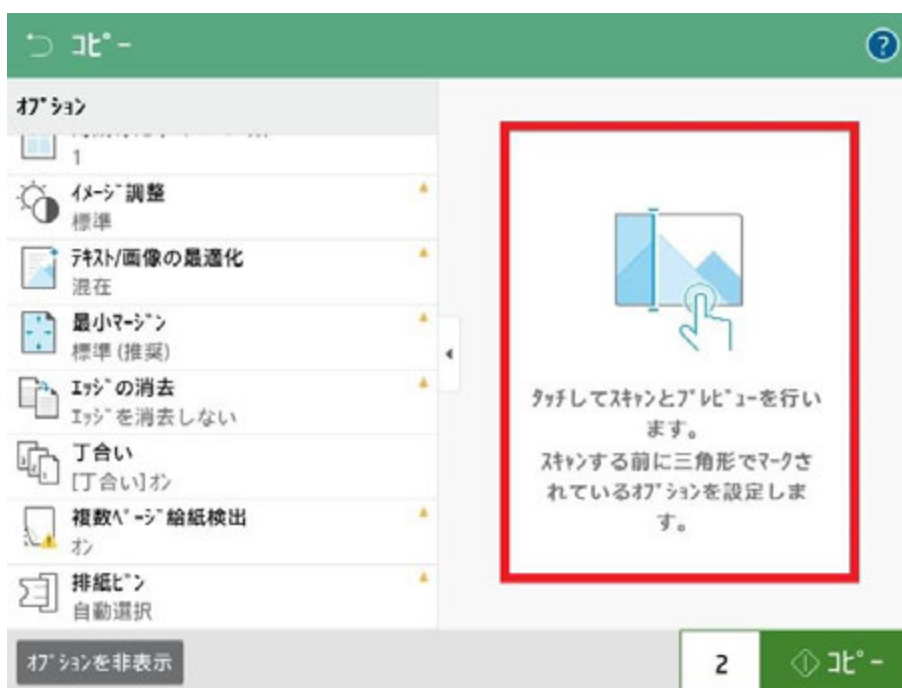 ｺﾋﾟｰ
?
ｵﾌﾟｼｮﾝ
1
ｲﾒｰｼﾞ調整
標準
ﾃｷｽﾄ/画像の最適化
混在
最小ﾏｰｼﾞﾝ
標準 (推奨)
ｴｯｼﾞの消去
ｴｯｼﾞを消去しない
丁合い
[丁合い]ｵﾝ
複数ﾍﾟｰｼﾞ給紙検出
ｵﾝ
排紙ﾋﾞﾝ
自動選択
ﾀｯﾁしてｽｷｬﾝとﾌﾟﾚﾋﾞｭｰを行い
ます。
ｽｷｬﾝする前に三角形でﾏｰｸさ
れているｵﾌﾟｼｮﾝを設定しま
す。
ｵﾌﾟｼｮﾝを非表示
2
ｺﾋﾟｰ